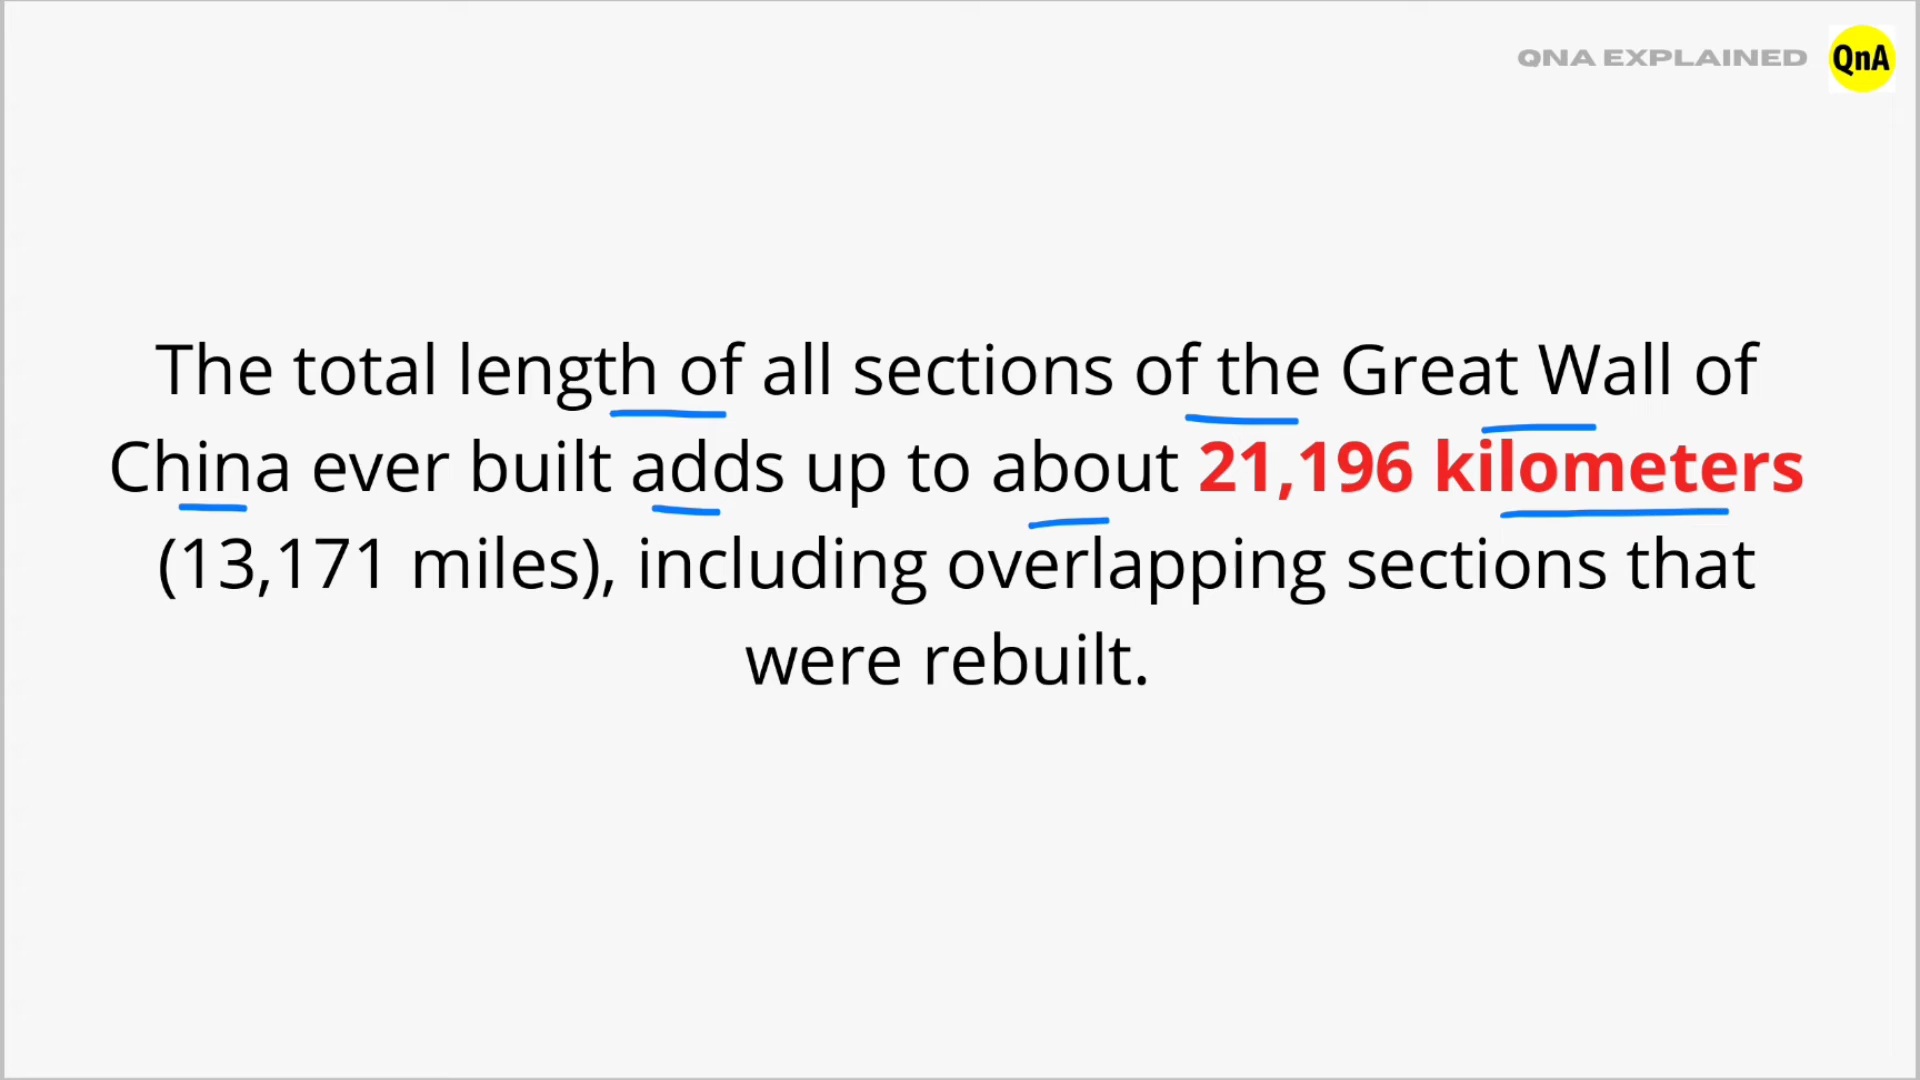 QNA EXPLAINED
QnA
The total length of all sections of the Great Wall of
China ever built adds up to about 21,196 kilometers
(13,171 miles), including overlapping sections that
were rebuilt.